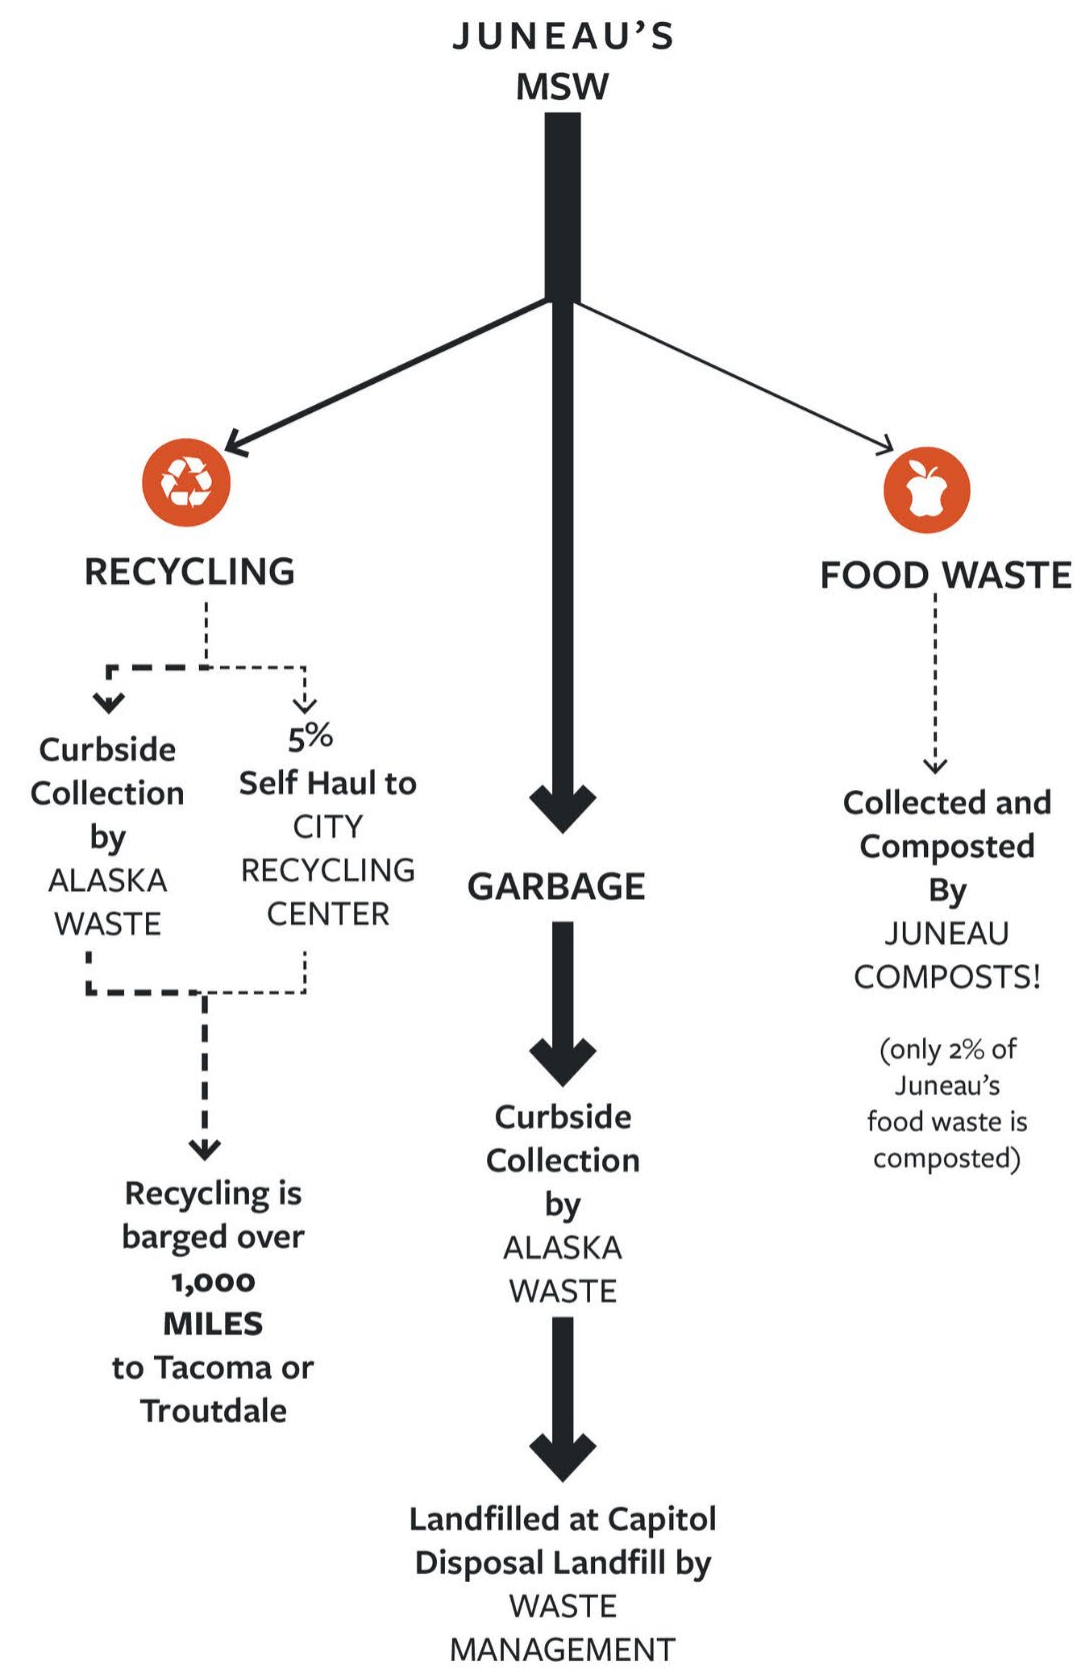 JUNEAU’S
MSW
RECYCLING
Curbside
Collection
by
ALASKA
WASTE
5%
Self Haul to
CITY
RECYCLING
CENTER
Recycling is
barged over
1,000
MILES
to Tacoma or
Troutdale
GARBAGE
Curbside
Collection
by
ALASKA
WASTE
Landfilled at Capitol
Disposal Landfill by
WASTE
MANAGEMENT
FOOD WASTE
Collected and
Composted
By
JUNEAU
COMPOSTS!
(only 2% of
Juneau’s
food waste is
composted)